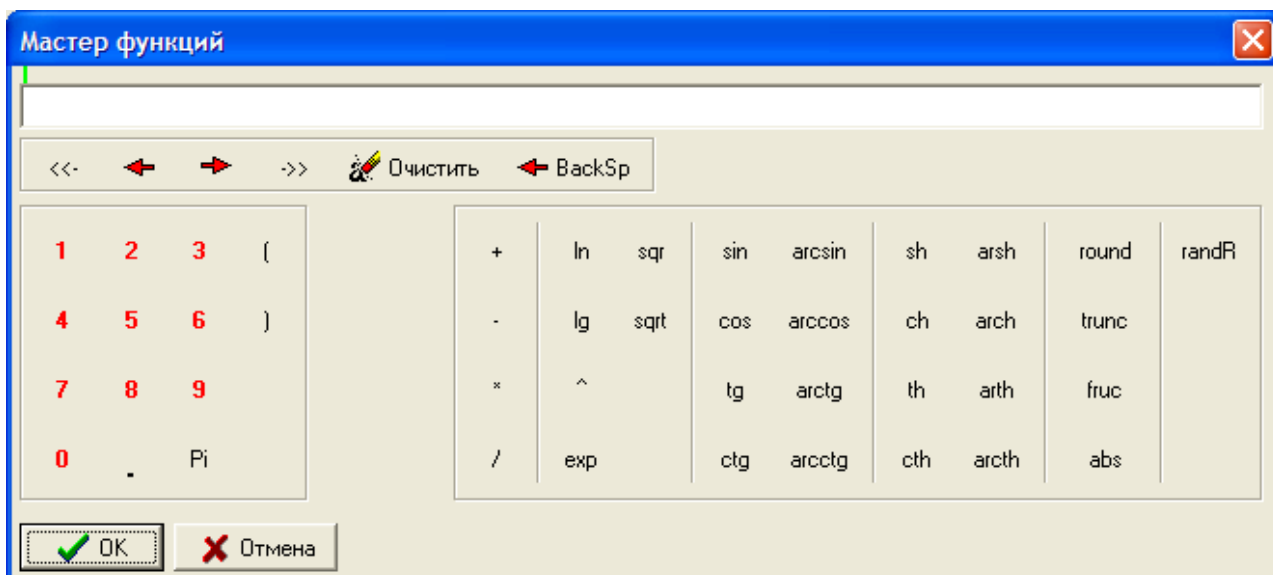 Мастер функций
<<- ->> Очистить BackSp
1 2 3 ( + ln sqr sin arcsin sh arsh round randR
4 5 6 ) - lg sqrt cos arccos ch arch trunc
7 8 9 * ^ tg arctg th arth fruc
0 . Pi / exp ctg arcctg cth arcth abs
OK Отмена